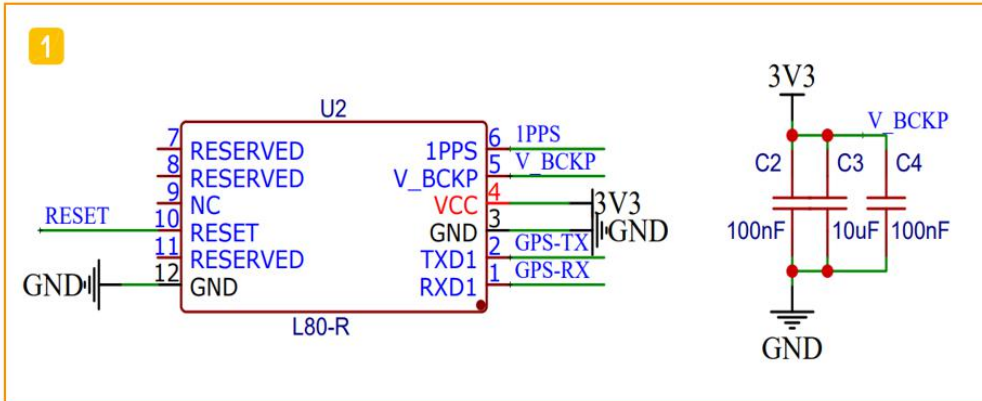 1
U2
7 RESERVED
8 RESERVED
9 NC
RESET 10 RESET
11 RESERVED
GND 12 GND
1PPS 6 1PPS
V_BCKP 5 V_BCKP
VCC 4 3V3
GND 3 GND
TXD1 2 GPS-TX
RXD1 1 GPS-RX
L80-R
3V3
V_BCKP
C2 C3 C4
100nF 10uF 100nF
GND